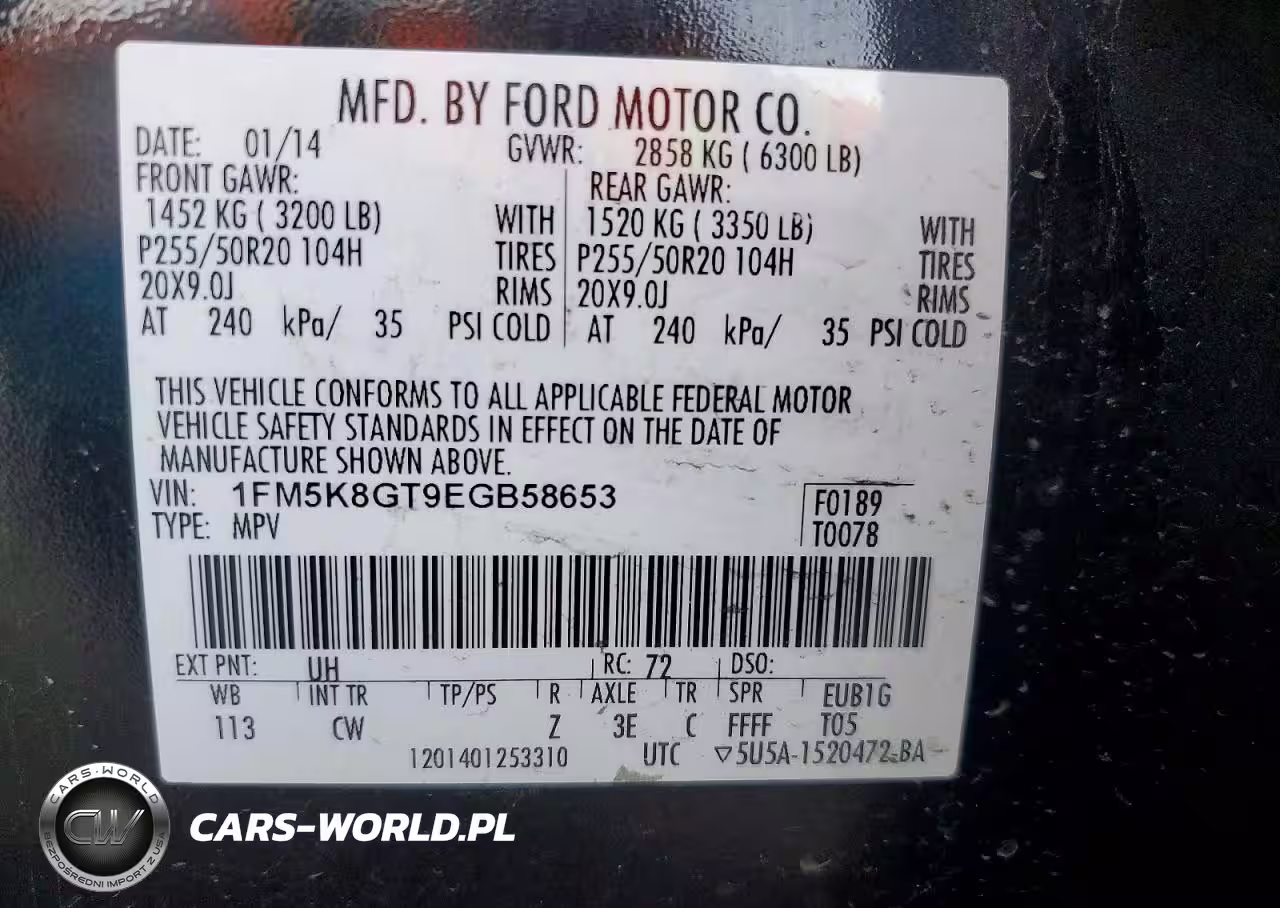 MFD. BY FORD MOTOR CO.
DATE: 01/14 GVWR: 2858 KG ( 6300 LB)
FRONT GAWR: REAR GAWR:
1452 KG ( 3200 LB) WITH 1520 KG ( 3350 LB) WITH
P255/50R20 104H TIRES P255/50R20 104H TIRES
20X9.0J RIMS 20X9.0J RIMS
AT 240 kPa/ 35 PSI COLD AT 240 kPa/ 35 PSI COLD
THIS VEHICLE CONFORMS TO ALL APPLICABLE FEDERAL MOTOR
VEHICLE SAFETY STANDARDS IN EFFECT ON THE DATE OF
MANUFACTURE SHOWN ABOVE.
VIN: 1FM5K8GT9EGB58653 F0189
TYPE: MPV T0078
EXT PNT: UH RC: 72 DSO:
WB INT TR TP/PS R AXLE TR SPR EUB1G
113 CW Z 3E C FFFF T05
1201401253310 UTC ▽5U5A-1520472-BA
CARS-WORLD
CW
BEZPOŚREDNI IMPORT Z USA
CARS-WORLD.PL